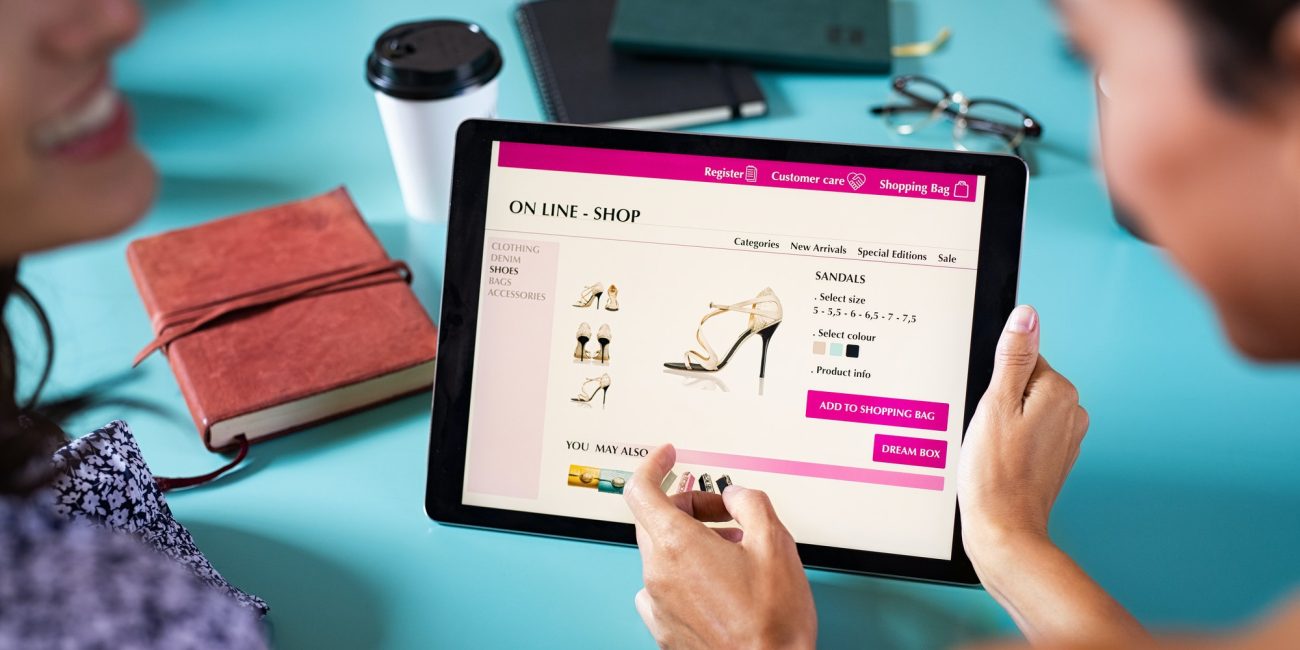 Register
Customer care
Shopping Bag
ON LINE - SHOP
Categories New Arrivals Special Editions Sale
CLOTHING
DENIM
SHOES
BAGS
ACCESSORIES
SANDALS
. Select size
5 - 5,5 - 6 - 6,5 - 7 - 7,5
. Select colour
. Product info
ADD TO SHOPPING BAG
DREAM BOX
YOU MAY ALSO